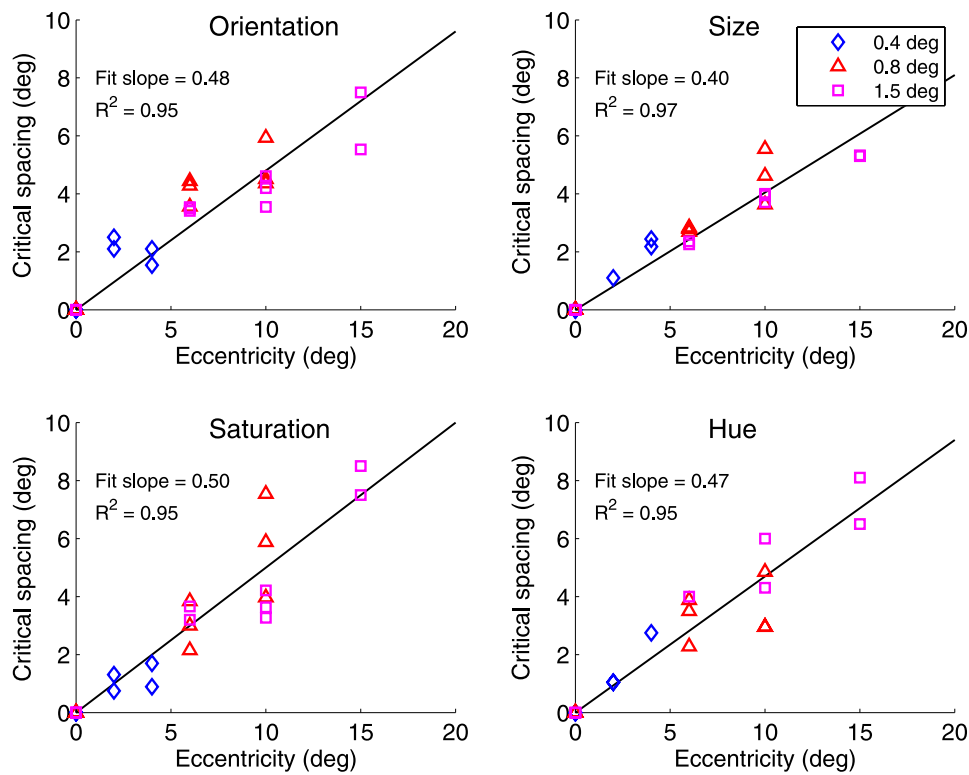 Orientation
Fit slope = 0.48
R² = 0.95
Critical spacing (deg)
10
8
6
4
2
0
0 5 10 15 20
Eccentricity (deg)
Size
0.4 deg
0.8 deg
1.5 deg
Fit slope = 0.40
R² = 0.97
Critical spacing (deg)
10
8
6
4
2
0
0 5 10 15 20
Eccentricity (deg)
Saturation
Fit slope = 0.50
R² = 0.95
Critical spacing (deg)
10
8
6
4
2
0
0 5 10 15 20
Eccentricity (deg)
Hue
Fit slope = 0.47
R² = 0.95
Critical spacing (deg)
10
8
6
4
2
0
0 5 10 15 20
Eccentricity (deg)